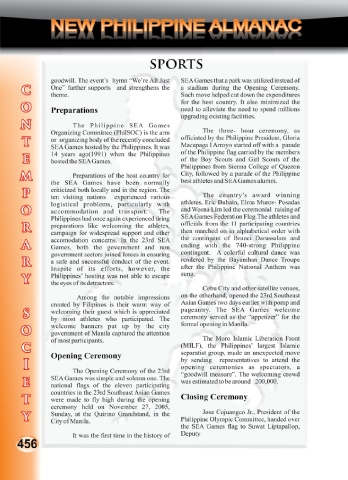 NEW PHILIPPINE ALMANAC
SPORTS
goodwill. The event's hymn "We're All Just
One" further supports and strengthens the
theme.
Preparations
The Philippine SEA Games
Organizing Committee (PhilSOC) is the arm
or organizing body of the recently concluded
SEA Games hosted by the Philippines. It was
14 years ago(1991) when the Philippines
hosted the SEA Games.
Preparations of the host country for
the SEA Games have been normally
criticized both locally and in the region. The
ten visiting nations experienced various
logistical problems, particularly with
accommodation and transport. The
Philippines had once again experienced bring
preparations like welcoming the athletes,
campaign for widespread support and other
accomodation concerns. In the 23rd SEA
Games, both the government and non
government sectors joined forces in ensuring
a safe and successful conduct of the event.
Inspite of its efforts, however, the
Philippines' hosting was not able to escape
the eyes of its detractors.
Among the notable impressions
created by Filipinos is their warm way of
welcoming their guest which is appreciated
by most athletes who participated. The
welcome banners put up by the city
government of Manila captured the attention
of most participants.
Opening Ceremony
The Opening Ceremony of the 23rd
SEA Games was simple and solemn one. The
national flags of the eleven participating
countries in the 23rd Southeast Asian Games
were made to fly high during the opening
ceremony held on November 27, 2005,
Sunday, at the Quirino Grandstand, in the
City of Manila.
It was the first time in the history of
SEA Games that a park was utilized instead of
a stadium during the Opening Ceremony.
Such move helped cut down the expenditures
for the host country. It also minimized the
need to alleviate the need to spend millions
upgrading existing facilities.
The three- hour ceremony, as
officiated by the Philippine President, Gloria
Macapaga l Arroyo started off with a parade
of the Philippine flag carried by the members
of the Boy Scouts and Girl Scouts of the
Philippines from Sienna College of Quezon
City, followed by a parade of the Philippine
best athletes and SEA Games alumni.
The country's award winning
athletes, Eric Buhain, Elma Muros- Posadas
and Weena Lim led the ceremonial raising of
SEA Games Federation Flag. The athletes and
officials from the 11 participating countries
then marched on in alphabetical order with
the contingent of Brunei Darussalam and
ending with the 740-strong Philippine
contingent. A colorful cultural dance was
rendered by the Bayanihan Dance Troupe
after the Philippine National Anthem was
sung.
Cebu City and other satellite venues,
on the otherhand, opened the 23rd Southeast
Asian Games two days earlier with pomp and
pageantry. The SEA Games welcome
ceremony served as the "appetizer" for the
formal opening in Manila.
The Moro Islamic Liberation Front
(MILF), the Philippines' largest Islamic
separatist group, made an unexpected move
by sending representatives to attend the
opening ceremonies as spectators, a
"goodwill measure". The welcoming crowd
was estimated to be around 200,000.
Closing Ceremony
Jose Cojuangco Jr., President of the
Philippine Olympic Committee, handed over
the SEA Games flag to Suwat Liptapallop,
Deputy
CONTEMPORARY
SOCIETY
456